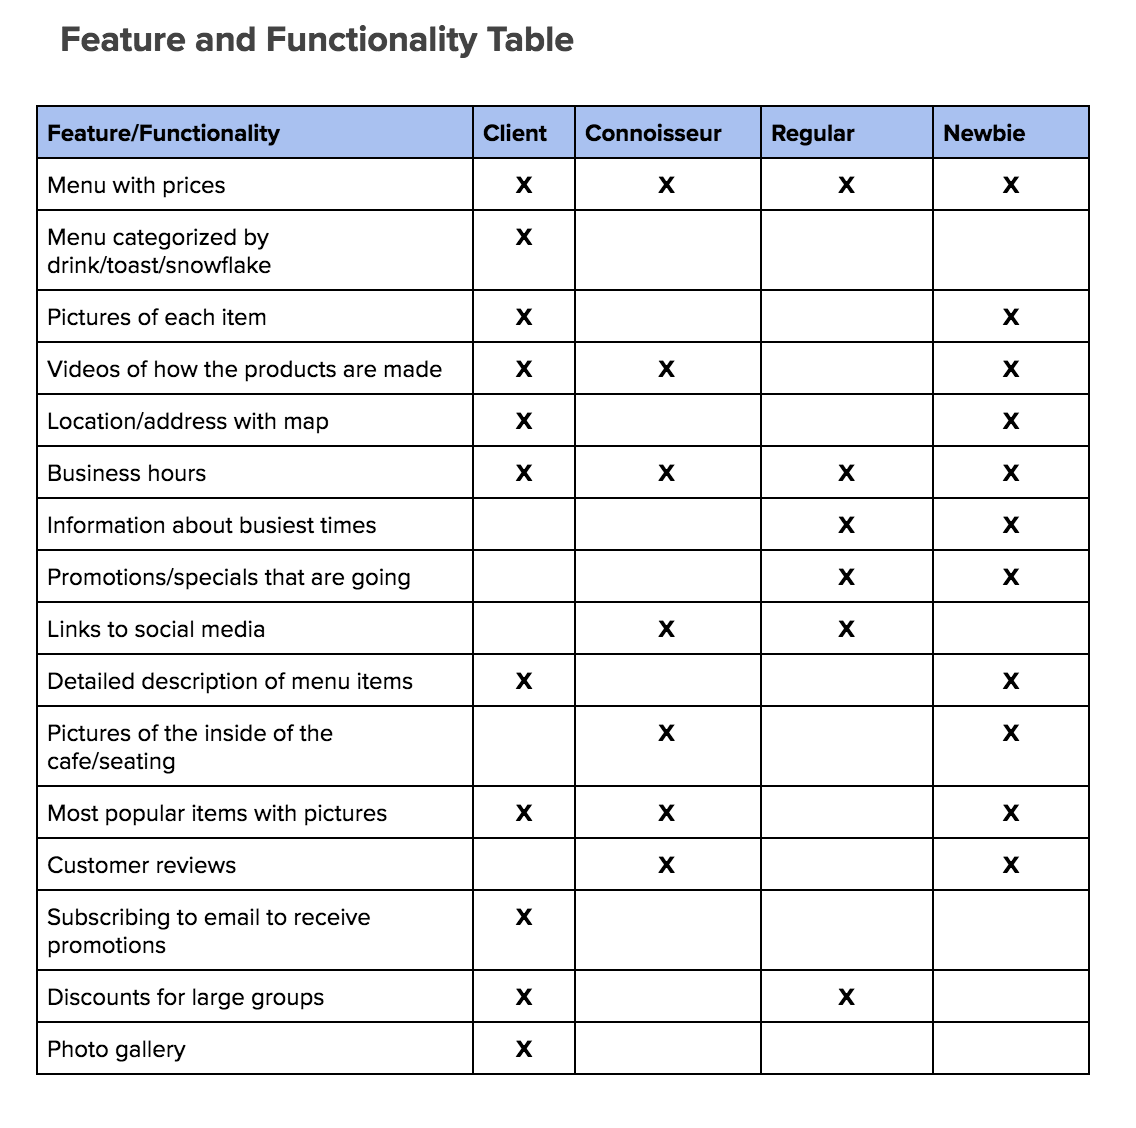 Feature and Functionality Table
Feature/Functionality Client Connoisseur Regular Newbie
Menu with prices X X X X
Menu categorized by X
drink/toast/snowflake
Pictures of each item X X
Videos of how the products are made X X X
Location/address with map X X
Business hours X X X X
Information about busiest times X X
Promotions/specials that are going X X
Links to social media X X
Detailed description of menu items X X
Pictures of the inside of the X X
cafe/seating
Most popular items with pictures X X X
Customer reviews X X
Subscribing to email to receive X
promotions
Discounts for large groups X X
Photo gallery X